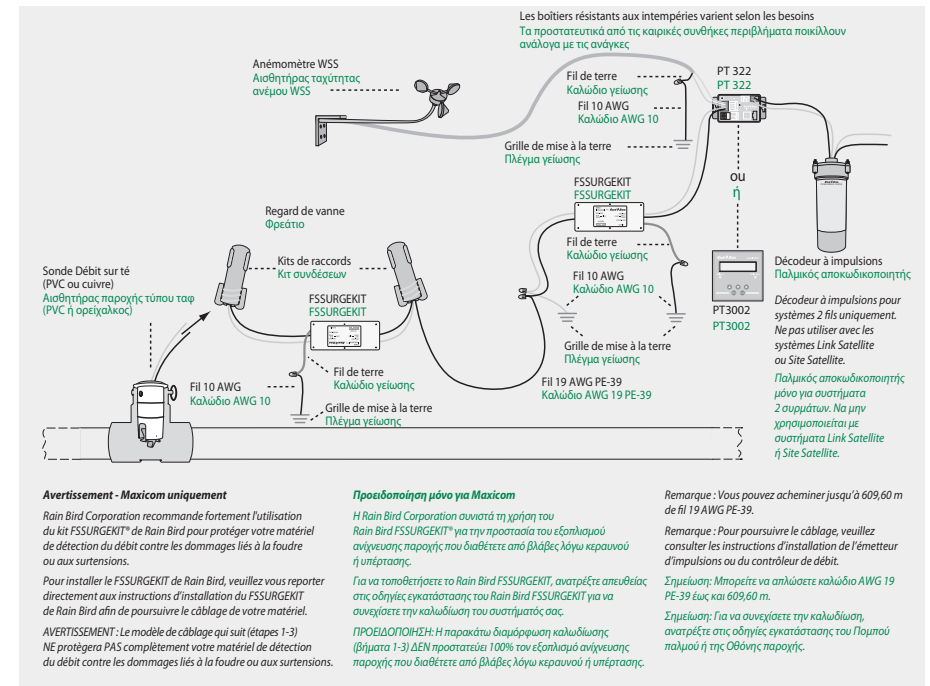 Les boîtiers résistants aux intempéries varient selon les besoins
Τα προστατευτικά από τις καιρικές συνθήκες περιβλήματα ποικίλλουν
ανάλογα με τις ανάγκες
Anémomètre WSS
Αισθητήρας ταχύτητας
ανέμου WSS
Fil de terre
Καλώδιο γείωσης
Fil 10 AWG
Καλώδιο AWG 10
Grille de mise à la terre
Πλέγμα γείωσης
PT 322
PT 322
ou
ή
FSSURGEKIT
FSSURGEKIT
Regard de vanne
Φρεάτιο
Kits de raccords
Κιτ συνδέσεων
Sonde Débit sur té
(PVC ou cuivre)
Αισθητήρας παροχής τύπου ταφ
(PVC ή ορείχαλκος)
FSSURGEKIT
FSSURGEKIT
Fil de terre
Καλώδιο γείωσης
Fil 10 AWG
Καλώδιο AWG 10
Grille de mise à la terre
Πλέγμα γείωσης
PT3002
PT3002
Décodeur à impulsions
Παλμικός αποκωδικοποιητής
Décodeur à impulsions pour
systèmes 2 fils uniquement.
Ne pas utiliser avec les
systèmes Link Satellite
ou Site Satellite.
Παλμικός αποκωδικοποιητής
μόνο για συστήματα
2 συρμάτων. Να μην
χρησιμοποιείται με
συστήματα Link Satellite
ή Site Satellite.
Fil 10 AWG
Καλώδιο AWG 10
Fil de terre
Καλώδιο γείωσης
Grille de mise à la terre
Πλέγμα γείωσης
Fil 19 AWG PE-39
Καλώδιο AWG 19 PE-39
Avertissement - Maxicom uniquement
Rain Bird Corporation recommande fortement l'utilisation
du kit FSSURGEKIT® de Rain Bird pour protéger votre matériel
de détection du débit contre les dommages liés à la foudre
ou aux surtensions.
Pour installer le FSSURGEKIT de Rain Bird, veuillez vous reporter
directement aux instructions d'installation du FSSURGEKIT
de Rain Bird afin de poursuivre le câblage de votre matériel.
AVERTISSEMENT : Le modèle de câblage qui suit (étapes 1-3)
NE protègera PAS complètement votre matériel de détection
du débit contre les dommages liés à la foudre ou aux surtensions.
Προειδοποίηση μόνο για Maxicom
Η Rain Bird Corporation συνιστά τη χρήση του
Rain Bird FSSURGEKIT® για την προστασία του εξοπλισμού
ανίχνευσης παροχής που διαθέτετε από βλάβες λόγω κεραυνού
ή υπέρτασης.
Για να τοποθετήσετε το Rain Bird FSSURGEKIT, ανατρέξτε απευθείας
στις οδηγίες εγκατάστασης του Rain Bird FSSURGEKIT για να
συνεχίσετε την καλωδίωση του συστήματός σας.
ΠΡΟΕΙΔΟΠΟΙΗΣΗ: Η παρακάτω διαμόρφωση καλωδίωσης
(βήματα 1-3) ΔΕΝ προστατεύει 100% τον εξοπλισμό ανίχνευσης
παροχής που διαθέτετε από βλάβες λόγω κεραυνού ή υπέρτασης.
Remarque : Vous pouvez acheminer jusqu'à 609,60 m
de fil 19 AWG PE-39.
Remarque : Pour poursuivre le câblage, veuillez
consulter les instructions d'installation de l'émetteur
d'impulsions ou du contrôleur de débit.
Σημείωση: Μπορείτε να απλώσετε καλώδιο AWG 19
PE-39 έως και 609,60 m.
Σημείωση: Για να συνεχίσετε την καλωδίωση,
ανατρέξτε στις οδηγίες εγκατάστασης του Πομπού
παλμού ή της Οθόνης παροχής.